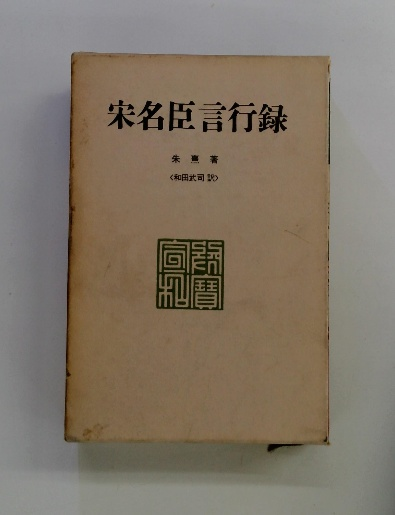 宋名臣言行録
朱熹 著
〈和田武司 訳〉